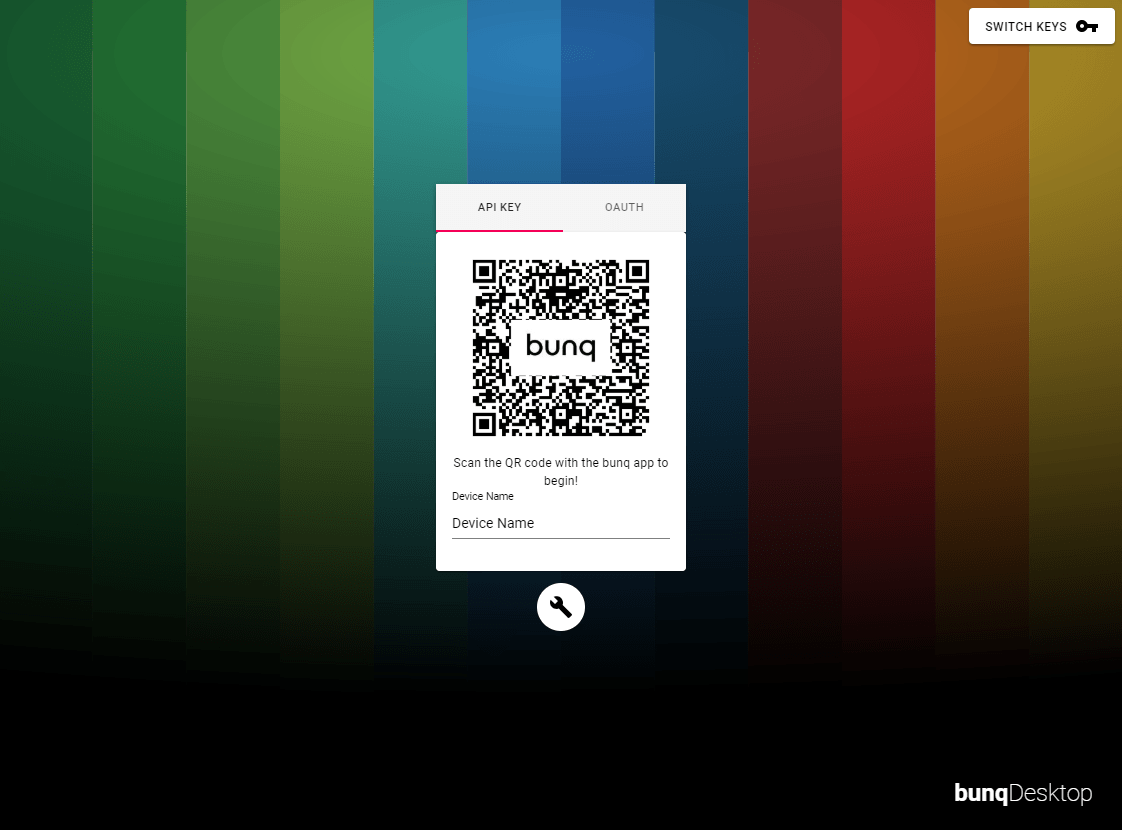 SWITCH KEYS
API KEY
OAUTH
bunq
Scan the QR code with the bunq app to
begin!
Device Name
Device Name
bunqDesktop